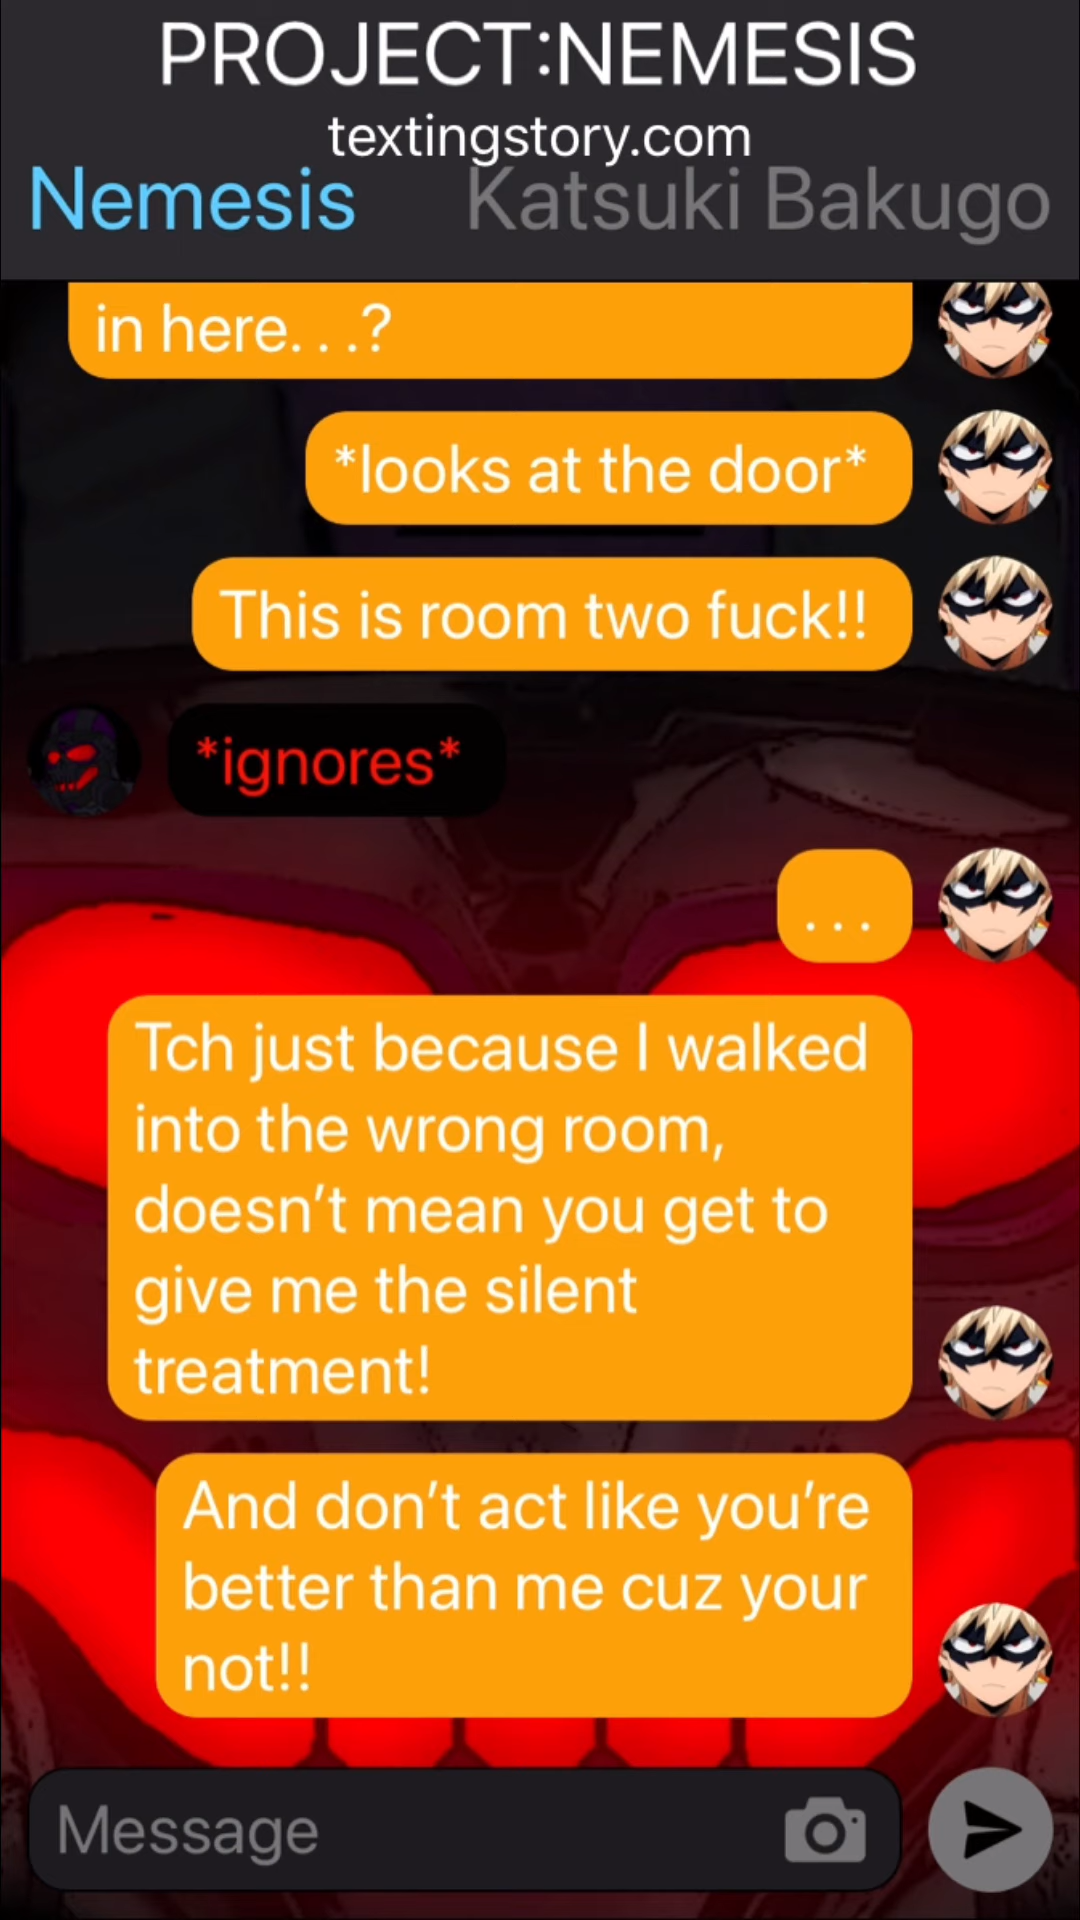 PROJECT:NEMESIS
textingstory.com
Nemesis
Katsuki Bakugo
in here. . .?
*looks at the door*
This is room two fuck!!
*ignores*
. . .
Tch just because I walked
into the wrong room,
doesn’t mean you get to
give me the silent
treatment!
And don’t act like you’re
better than me cuz your
not!!
Message